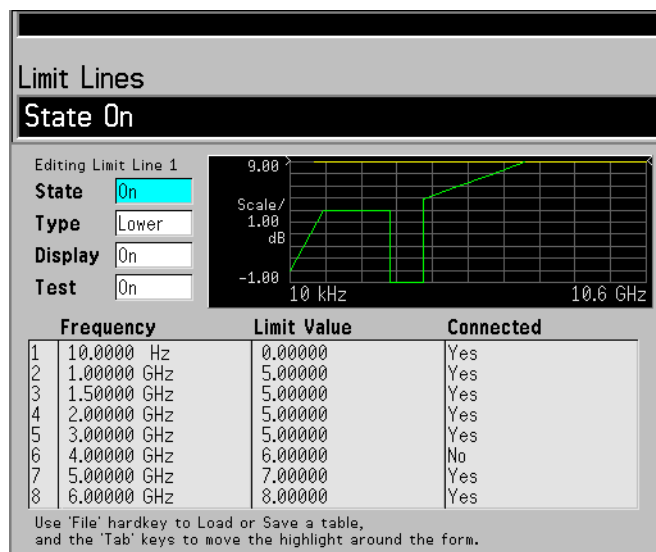 Limit Lines
State On
Editing Limit Line 1
State On
Type Lower
Display On
Test On
9.00
Scale/
1.00
dB
-1.00
10 kHz 10.6 GHz
Frequency Limit Value Connected
1 10.0000 Hz 0.00000 Yes
2 1.00000 GHz 5.00000 Yes
3 1.50000 GHz 5.00000 Yes
4 2.00000 GHz 5.00000 Yes
5 3.00000 GHz 5.00000 Yes
6 4.00000 GHz 6.00000 No
7 5.00000 GHz 7.00000 Yes
8 6.00000 GHz 8.00000 Yes
Use 'File' hardkey to Load or Save a table,
and the 'Tab' keys to move the highlight around the form.